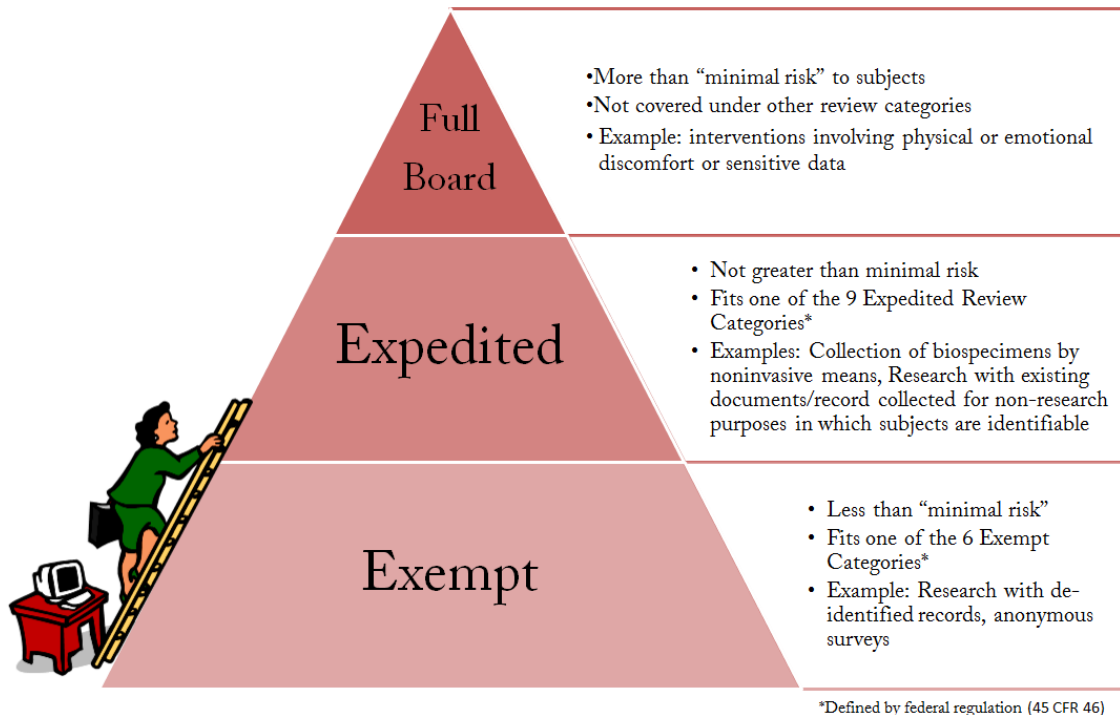 Full
Board
•More than “minimal risk” to subjects
•Not covered under other review categories
• Example: interventions involving physical or emotional
discomfort or sensitive data
Expedited
• Not greater than minimal risk
• Fits one of the 9 Expedited Review
Categories*
• Examples: Collection of biospecimens by
noninvasive means, Research with existing
documents/record collected for non-research
purposes in which subjects are identifiable
Exempt
• Less than “minimal risk”
• Fits one of the 6 Exempt
Categories*
• Example: Research with de-
identified records, anonymous
surveys
*Defined by federal regulation (45 CFR 46)